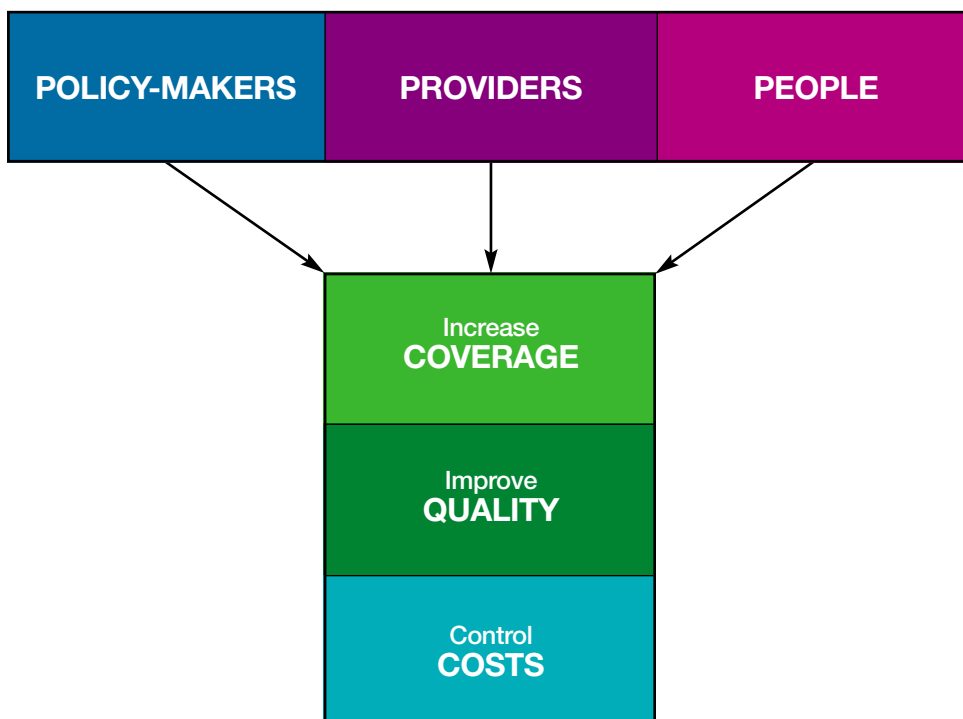 POLICY-MAKERS
PROVIDERS
PEOPLE
Increase
COVERAGE
Improve
QUALITY
Control
COSTS